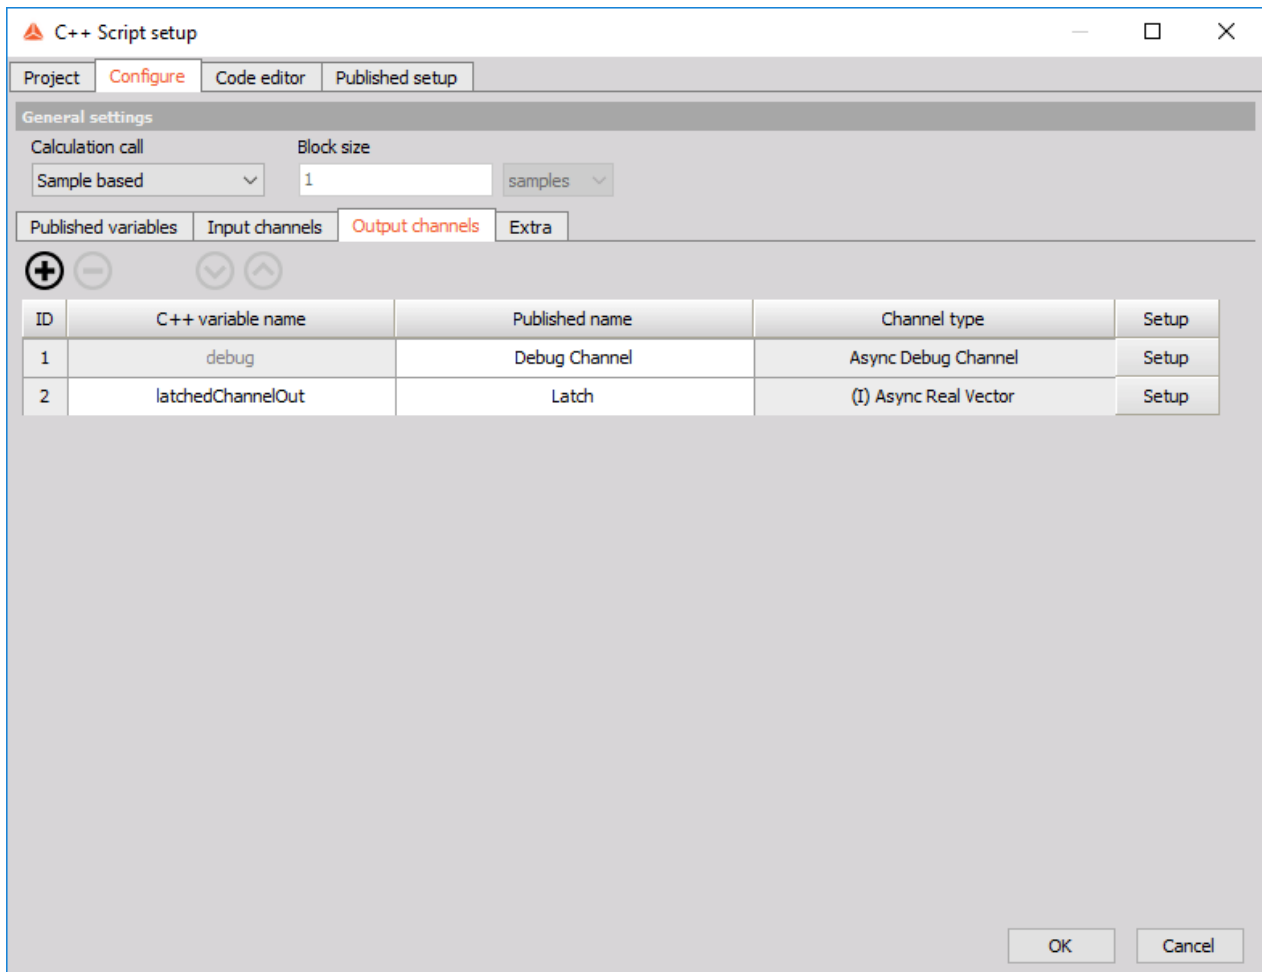 C++ Script setup
Project Configure Code editor Published setup
General settings
Calculation call Block size
Sample based 1 samples
Published variables Input channels Output channels Extra
ID C++ variable name Published name Channel type Setup
1 debug Debug Channel Async Debug Channel Setup
2 latchedChannelOut Latch (I) Async Real Vector Setup
OK Cancel